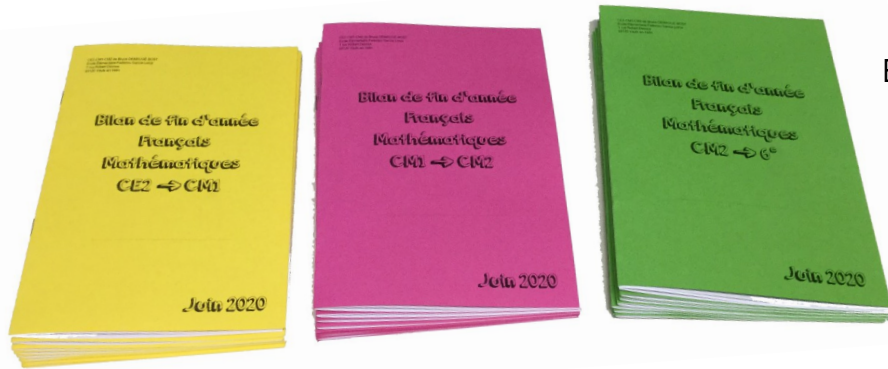 Bilan de fin d'année
Français
Mathématiques
CE2 → CM1
Juin 2020
Bilan de fin d'année
Français
Mathématiques
CM1 → CM2
Juin 2020
Bilan de fin d'année
Français
Mathématiques
CM2 → 6°
Juin 2020